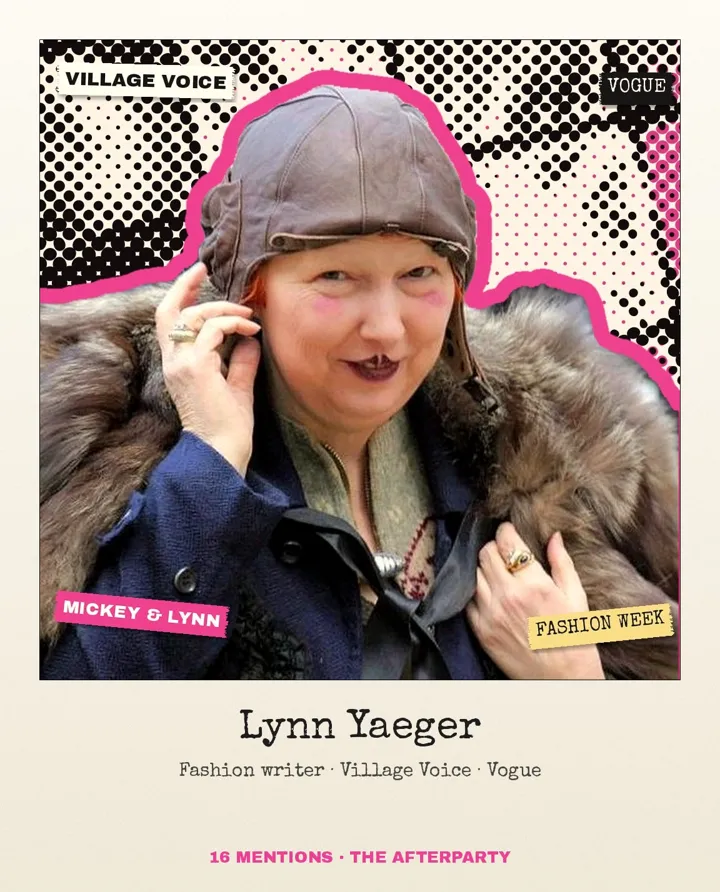 VILLAGE VOICE
VOGUE
MICKEY & LYNN
FASHION WEEK
Lynn Yaeger
Fashion writer · Village Voice · Vogue
16 MENTIONS · THE AFTERPARTY